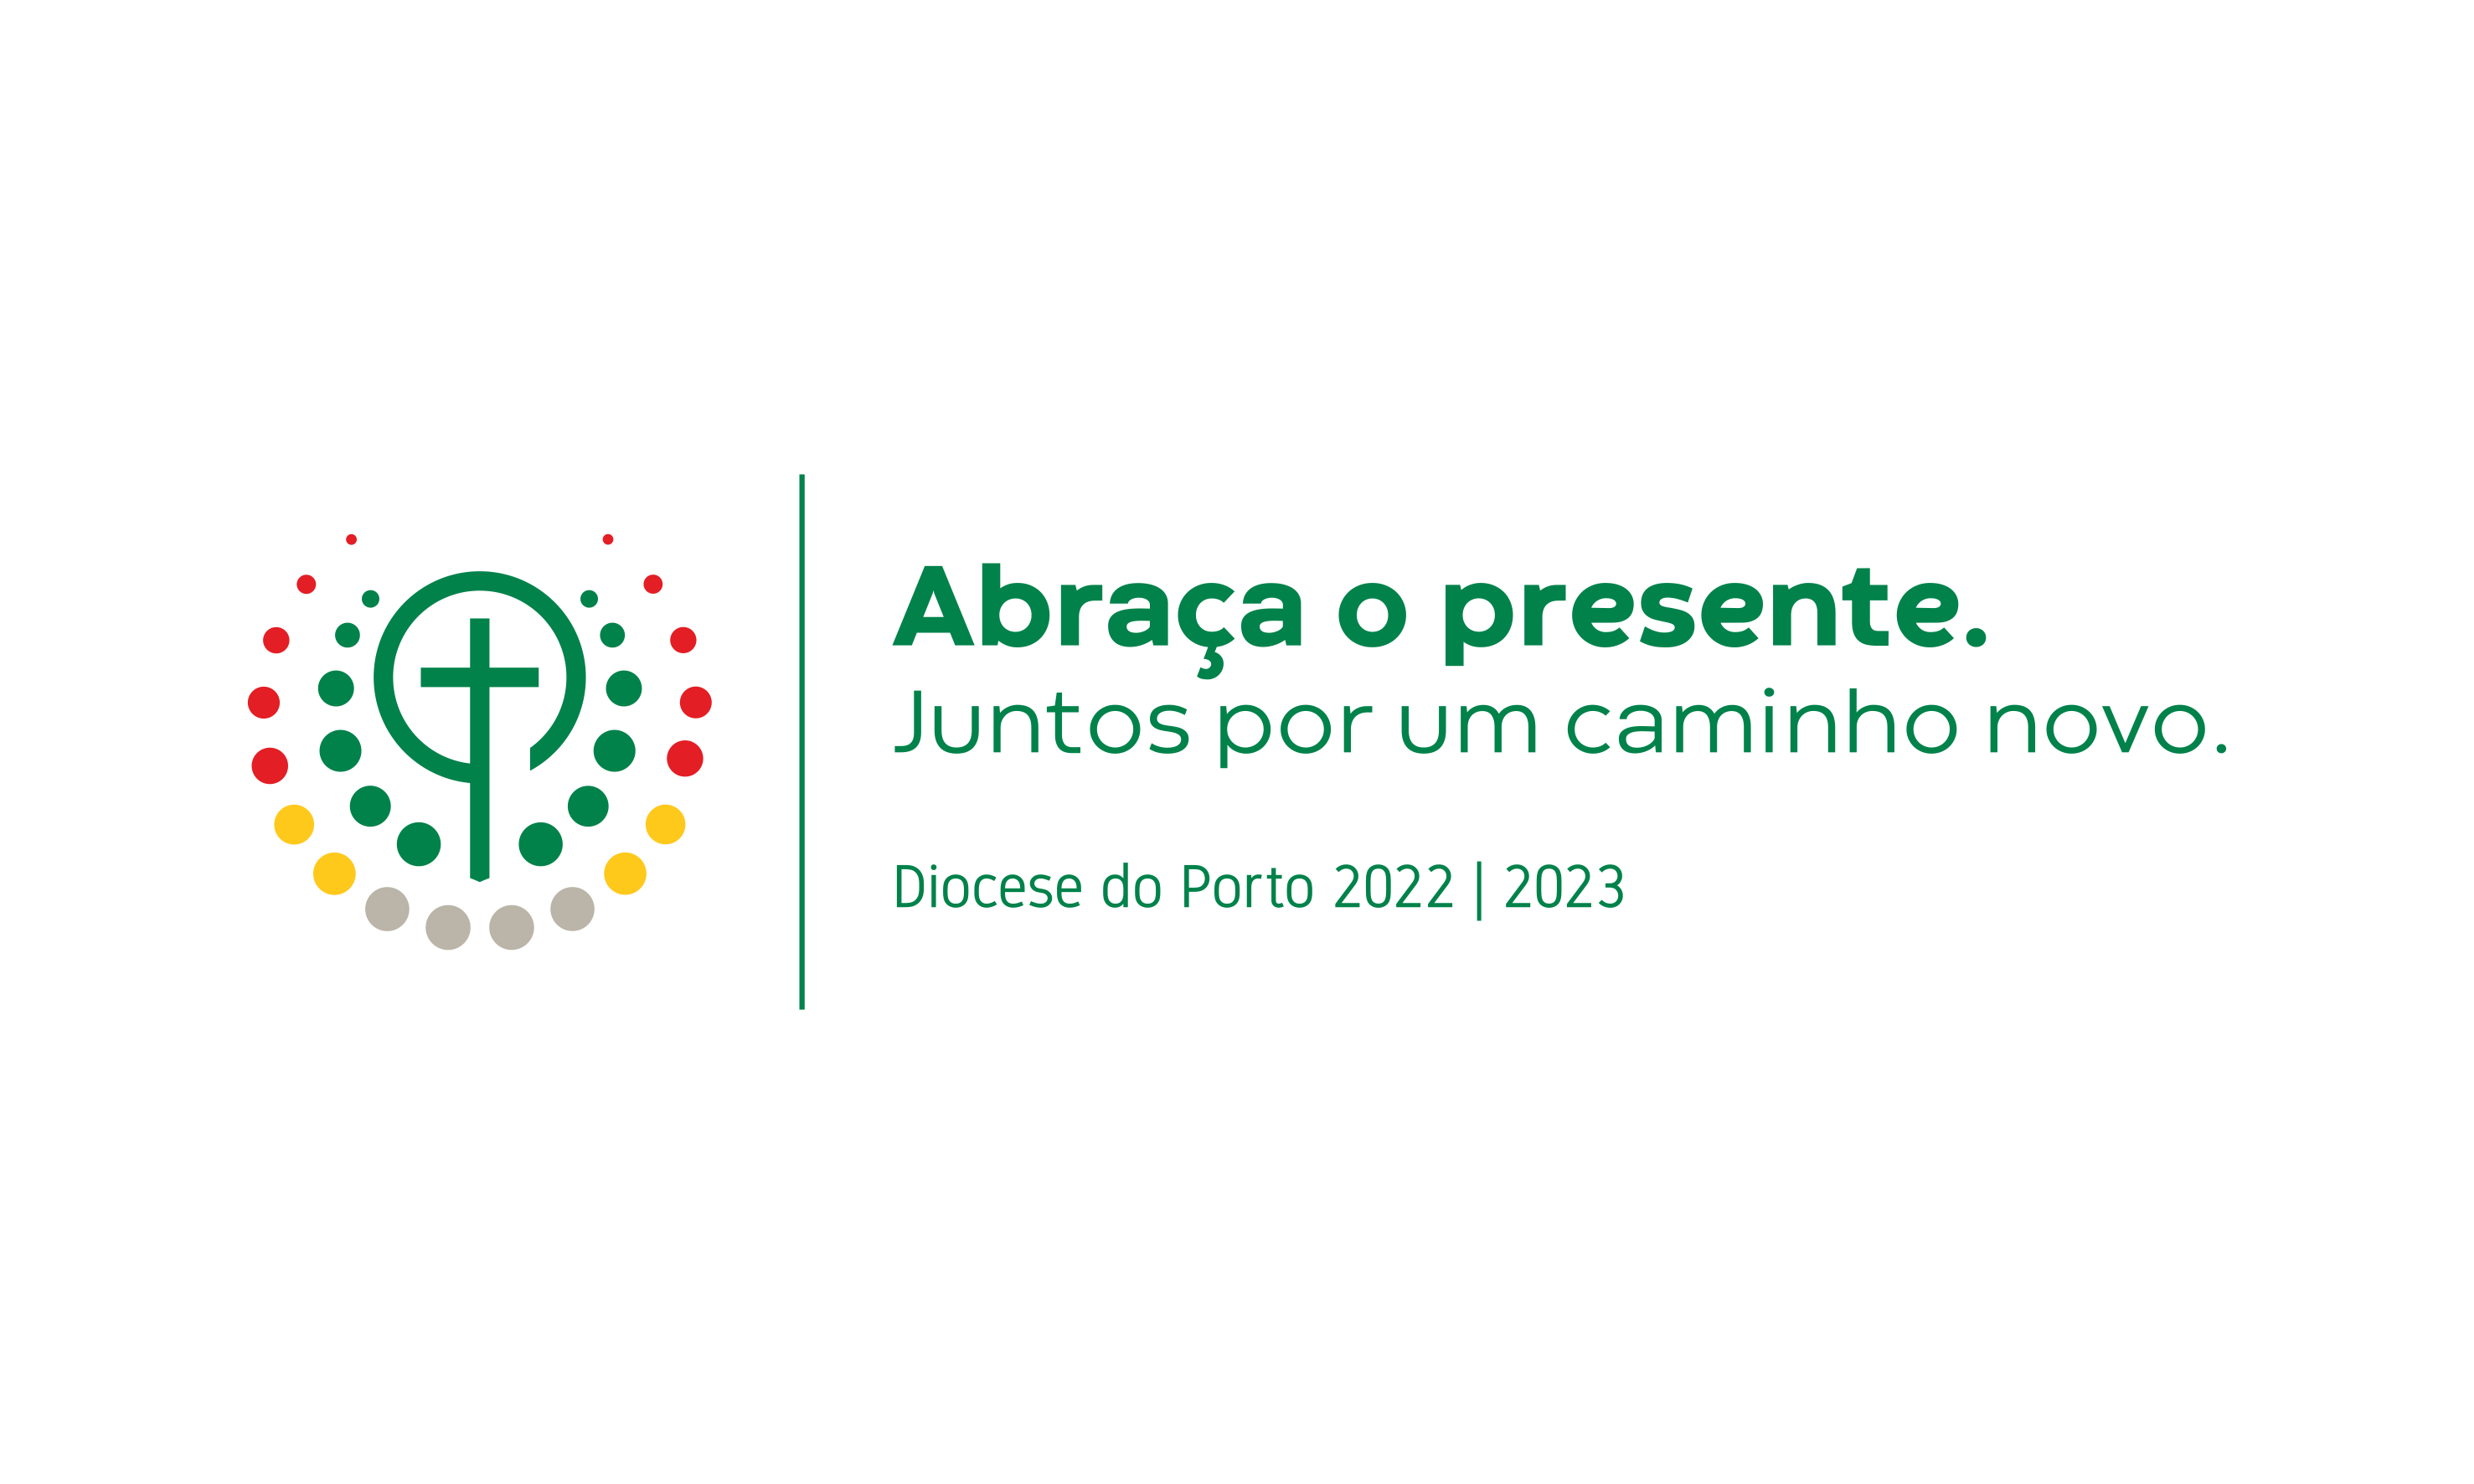 Abraça o presente.
Juntos por um caminho novo.
Diocese do Porto 2022 | 2023